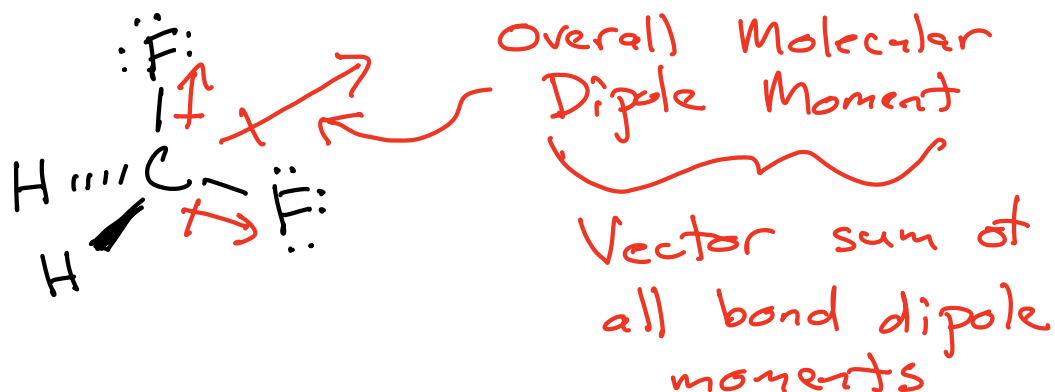 :F:
Overall Molecular
Dipole Moment
H C F:
H
Vector sum of
all bond dipole
moments